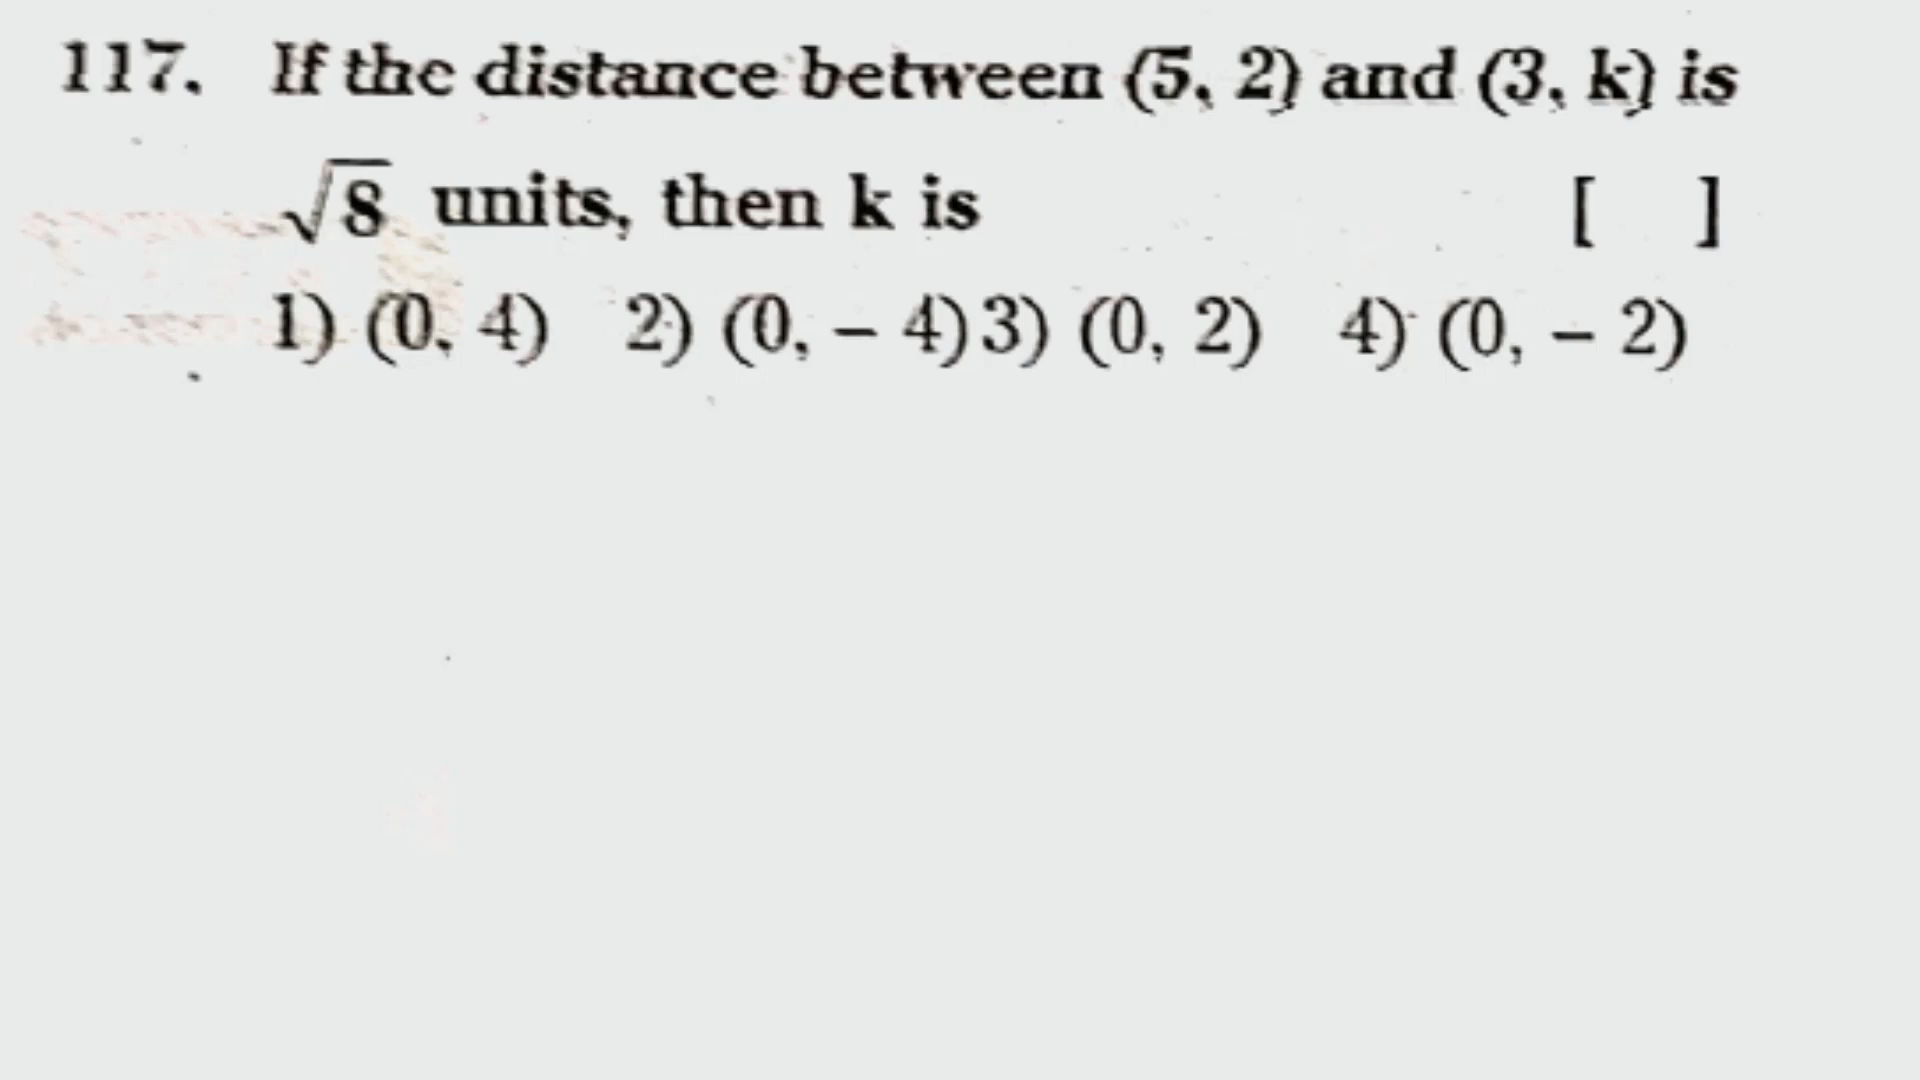 117. If the distance between (5, 2) and (3, k) is
√8 units, then k is [ ]
1) (0, 4) 2) (0, – 4) 3) (0, 2) 4) (0, – 2)